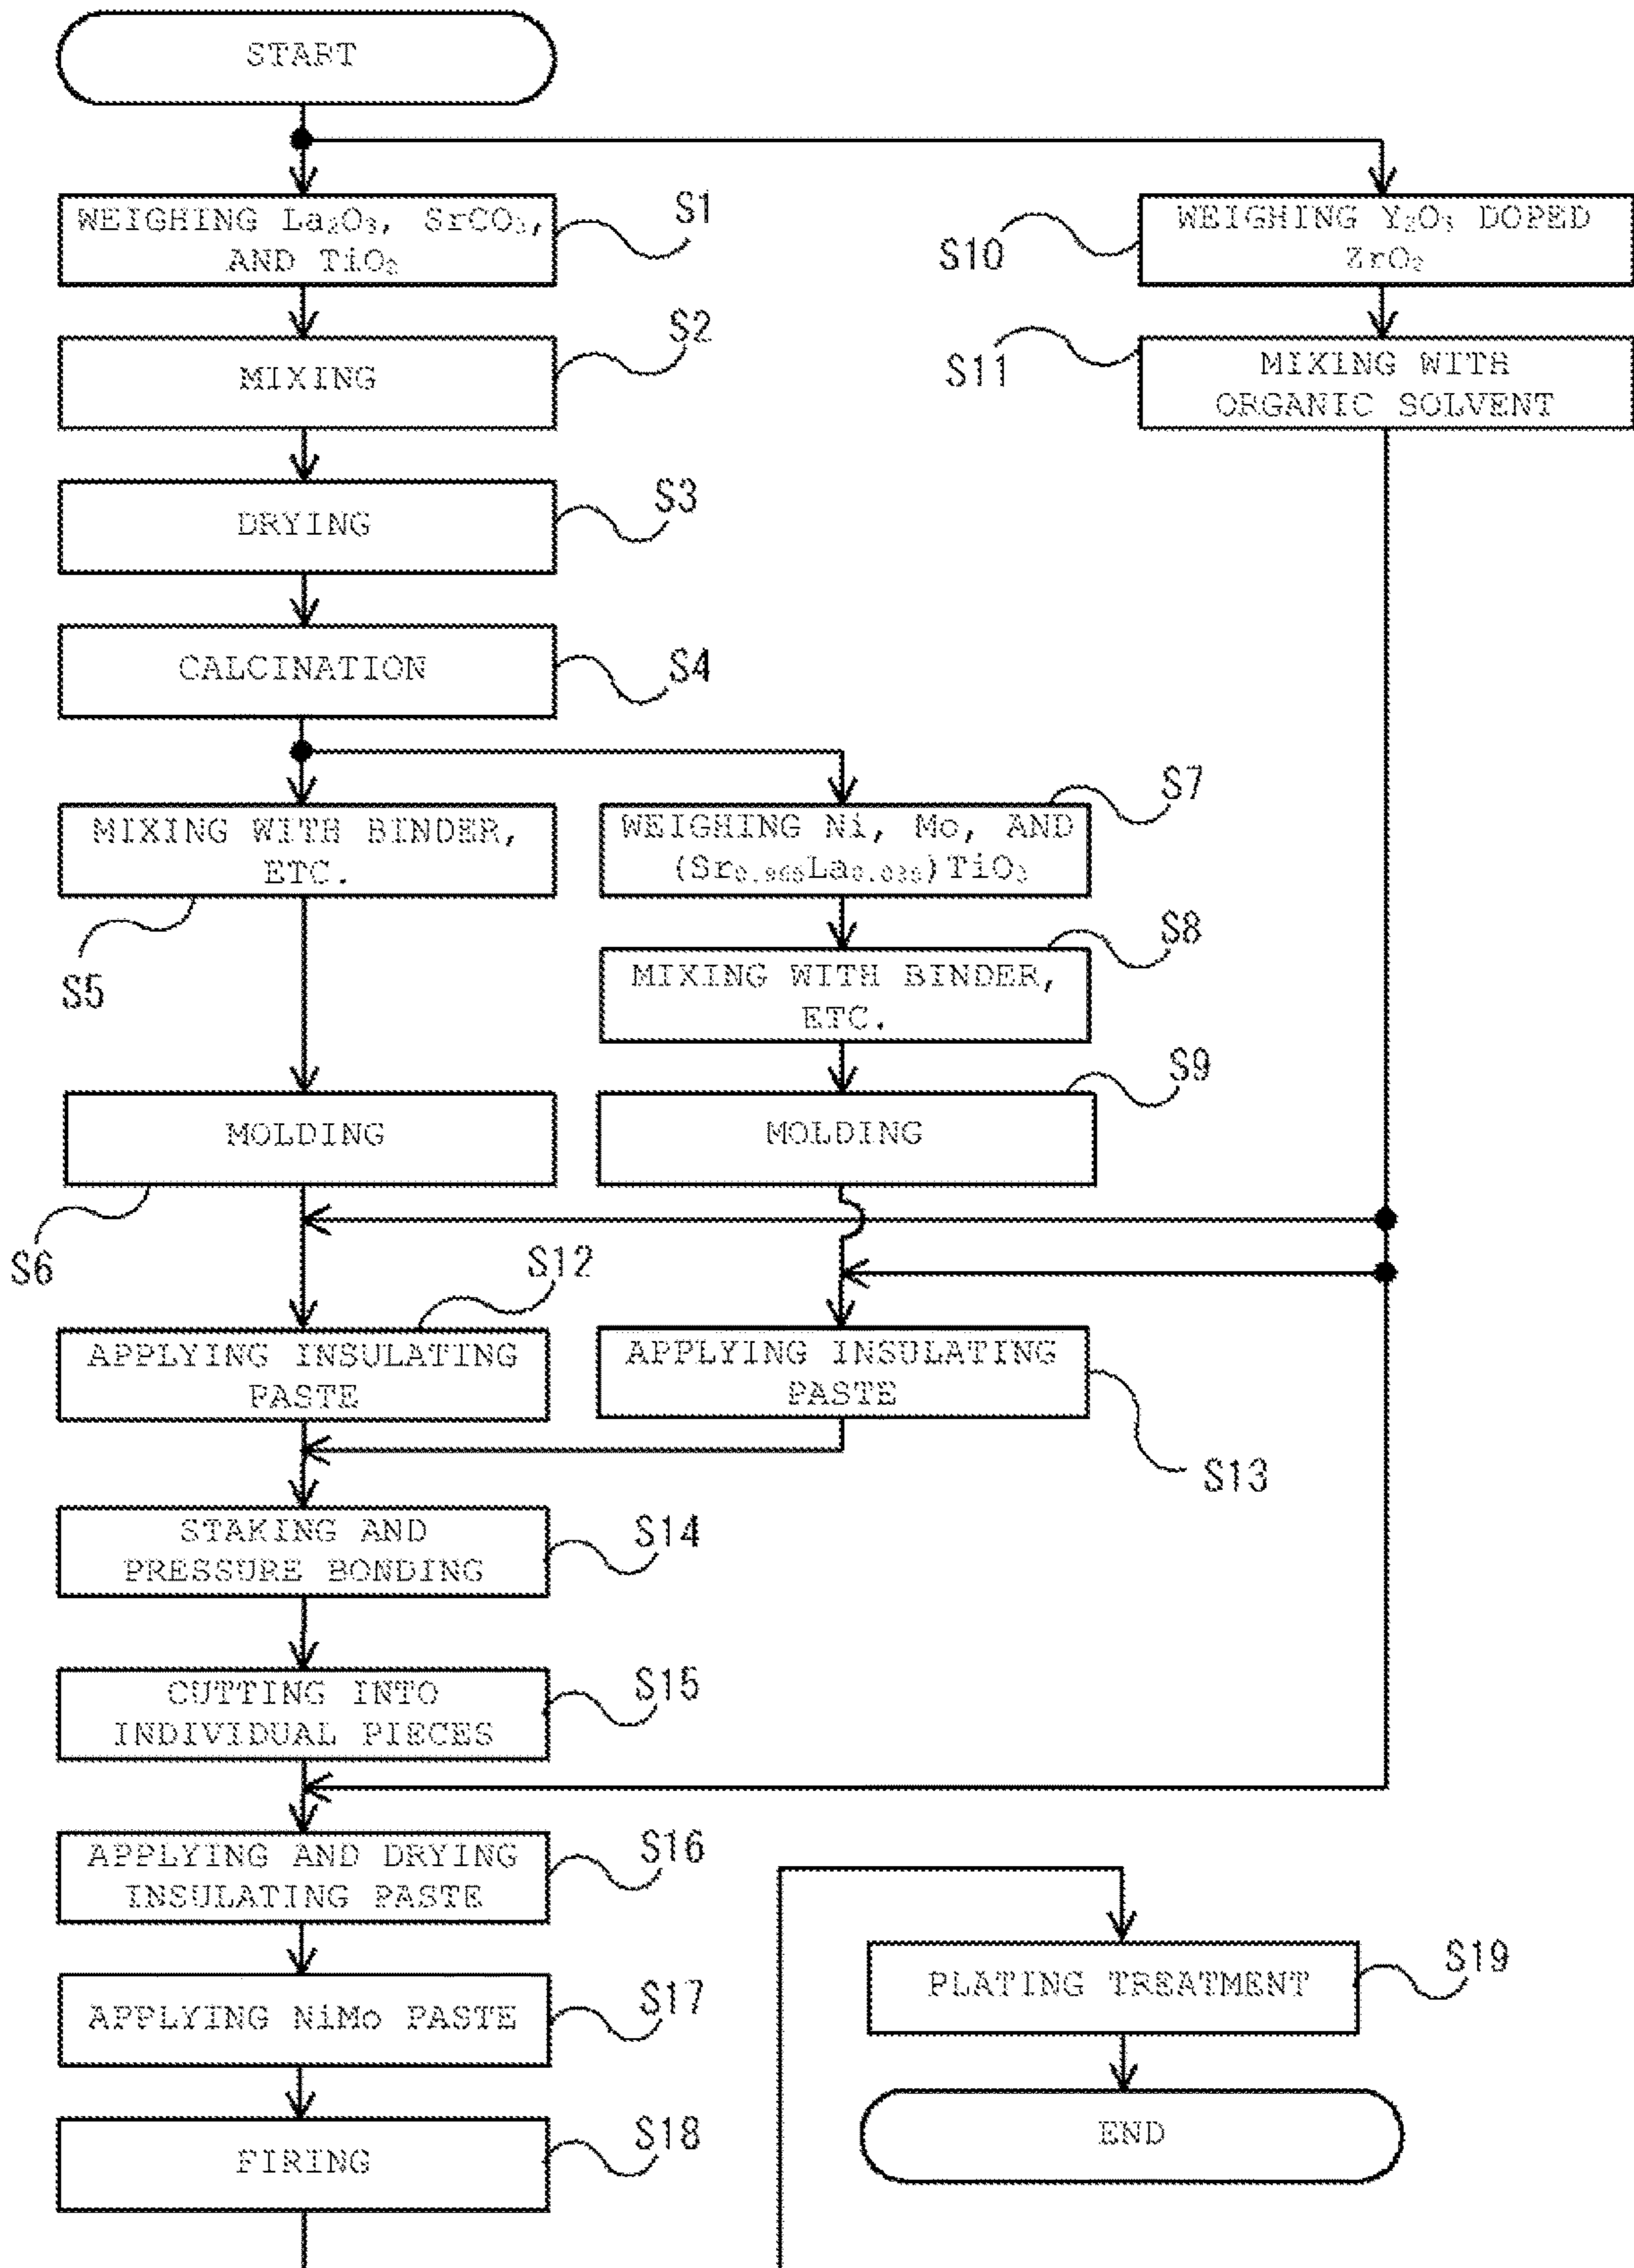 START
WEIGHING La₂O₃, SrCO₃,
AND TiO₂
S1
S10
WEIGHING Y₂O₃ DOPED
ZrO₂
MIXING
S2
S11
MIXING WITH
ORGANIC SOLVENT
DRYING
S3
CALCINATION
S4
MIXING WITH BINDER,
ETC.
S5
WEIGHING Ni, Mo, AND
(Sr₀.₉₆₅La₀.₀₃₅)TiO₃
S7
MIXING WITH BINDER,
ETC.
S8
MOLDING
S6
MOLDING
S9
APPLYING INSULATING
PASTE
S12
APPLYING INSULATING
PASTE
S13
STAKING AND
PRESSURE BONDING
S14
CUTTING INTO
INDIVIDUAL PIECES
S15
APPLYING AND DRYING
INSULATING PASTE
S16
APPLYING NiMo PASTE
S17
FIRING
S18
PLATING TREATMENT
S19
END